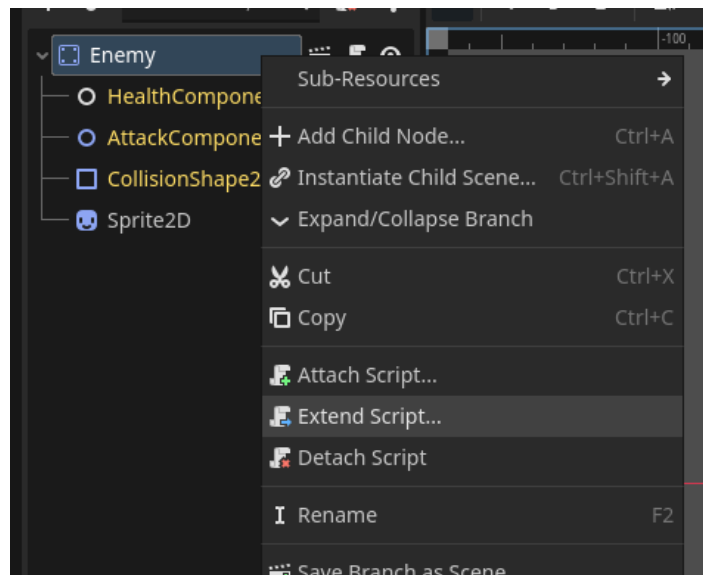 -100
Enemy
HealthCompone
AttackCompone
CollisionShape2
Sprite2D
Sub-Resources
Add Child Node... Ctrl+A
Instantiate Child Scene... Ctrl+Shift+A
Expand/Collapse Branch
Cut Ctrl+X
Copy Ctrl+C
Attach Script...
Extend Script...
Detach Script
Rename F2
Save Branch as Scene